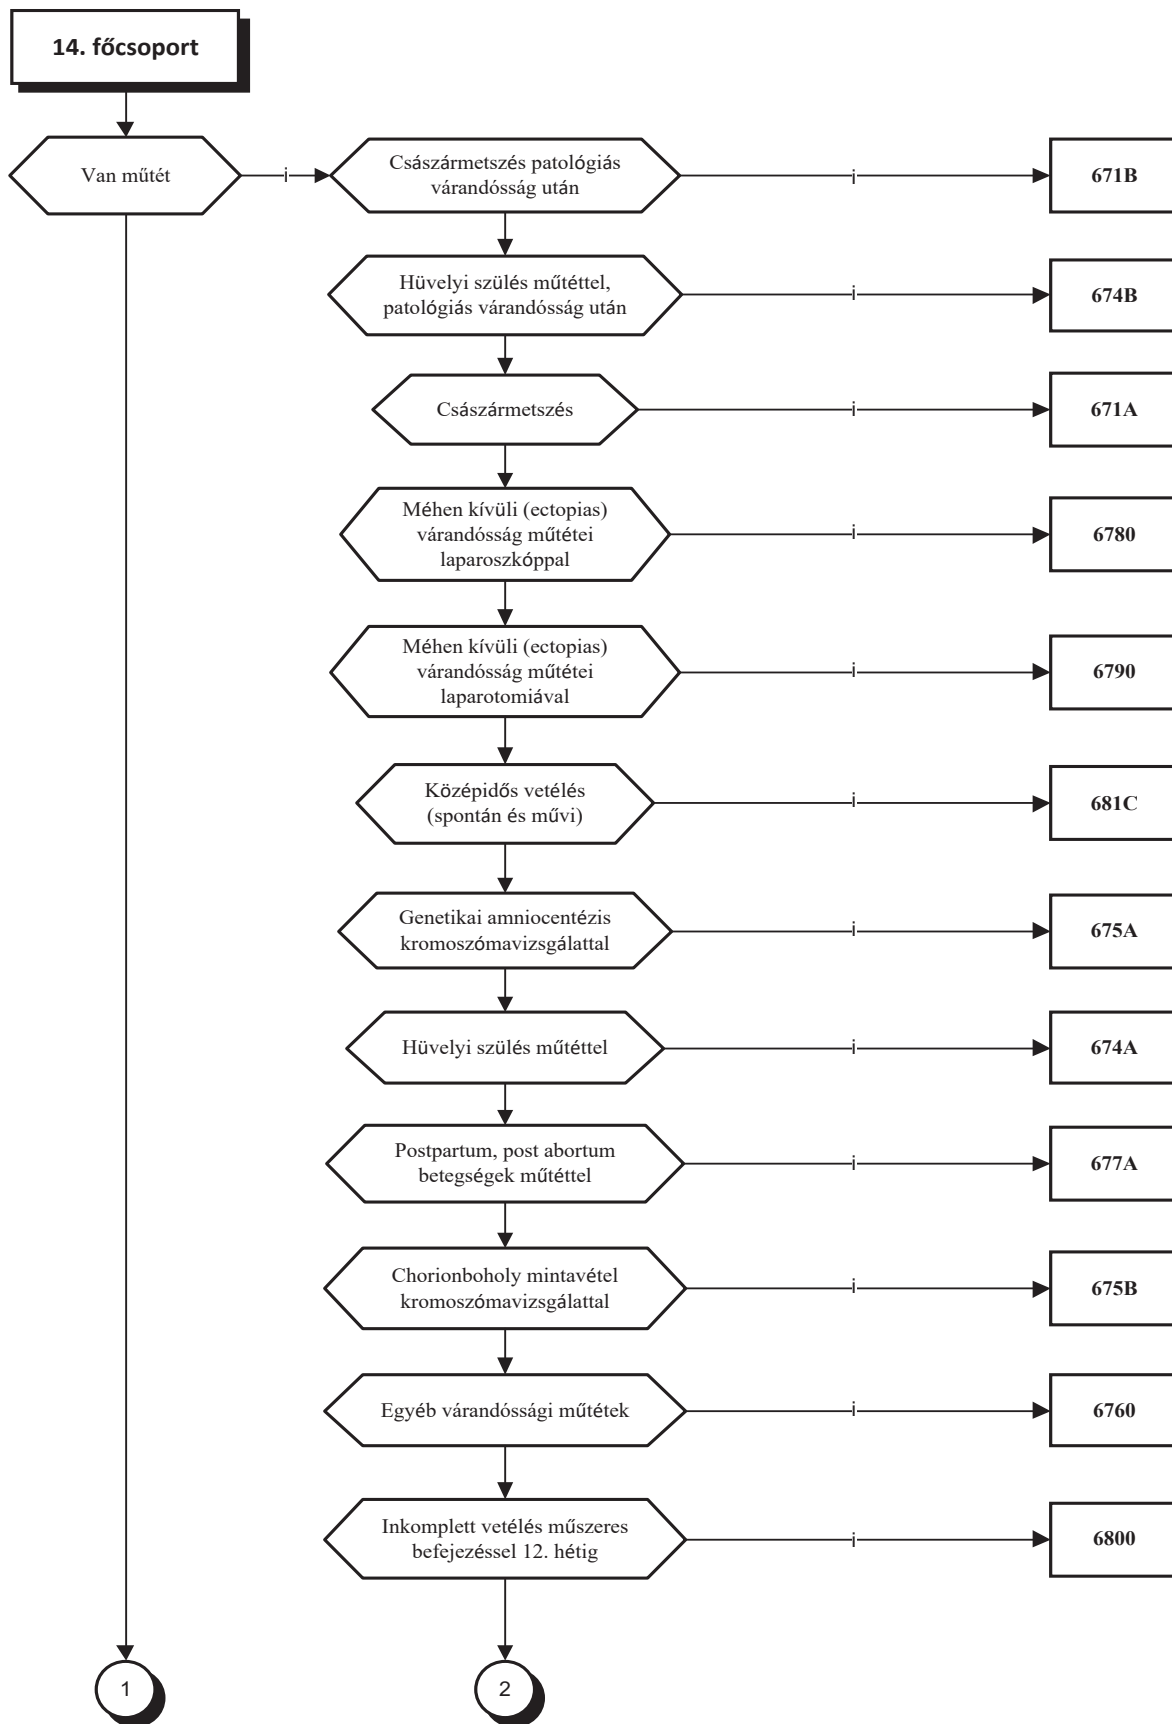 14. főcsoport
Van műtét
i
Császármetszés patológiás
várandósság után
i
671B
Hüvelyi szülés műtéttel,
patológiás várandósság után
i
674B
Császármetszés
i
671A
Méhen kívüli (ectopias)
várandósság műtétei
laparoszkóppal
i
6780
Méhen kívüli (ectopias)
várandósság műtétei
laparotomiával
i
6790
Középidős vetélés
(spontán és művi)
i
681C
Genetikai amniocentézis
kromoszómavizsgálattal
i
675A
Hüvelyi szülés műtéttel
i
674A
Postpartum, post abortum
betegségek műtéttel
i
677A
Chorionboholy mintavétel
kromoszómavizsgálattal
i
675B
Egyéb várandóssági műtétek
i
6760
Inkomplett vetélés műszeres
befejezéssel 12. hétig
i
6800
1
2